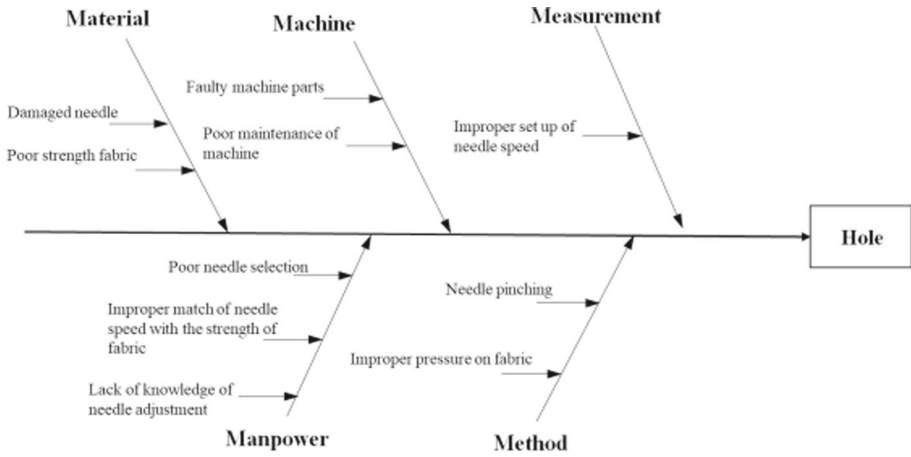 Material
Machine
Measurement
Faulty machine parts
Damaged needle
Poor maintenance of
machine
Improper set up of
needle speed
Poor strength fabric
Hole
Poor needle selection
Needle pinching
Improper match of needle
speed with the strength of
fabric
Improper pressure on fabric
Lack of knowledge of
needle adjustment
Manpower
Method